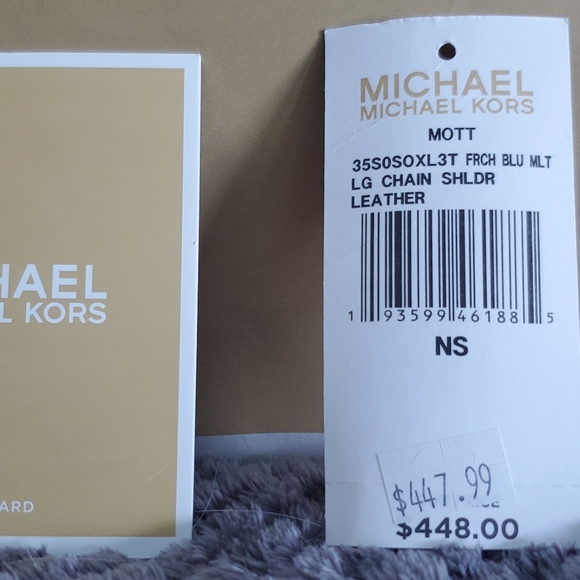 HAEL
L KORS
ARD
MICHAEL
MICHAEL KORS
MOTT
35S0SOXL3T FRCH BLU MLT
LG CHAIN SHLDR
LEATHER
1 93599 46188 5
NS
$447.99
$448.00